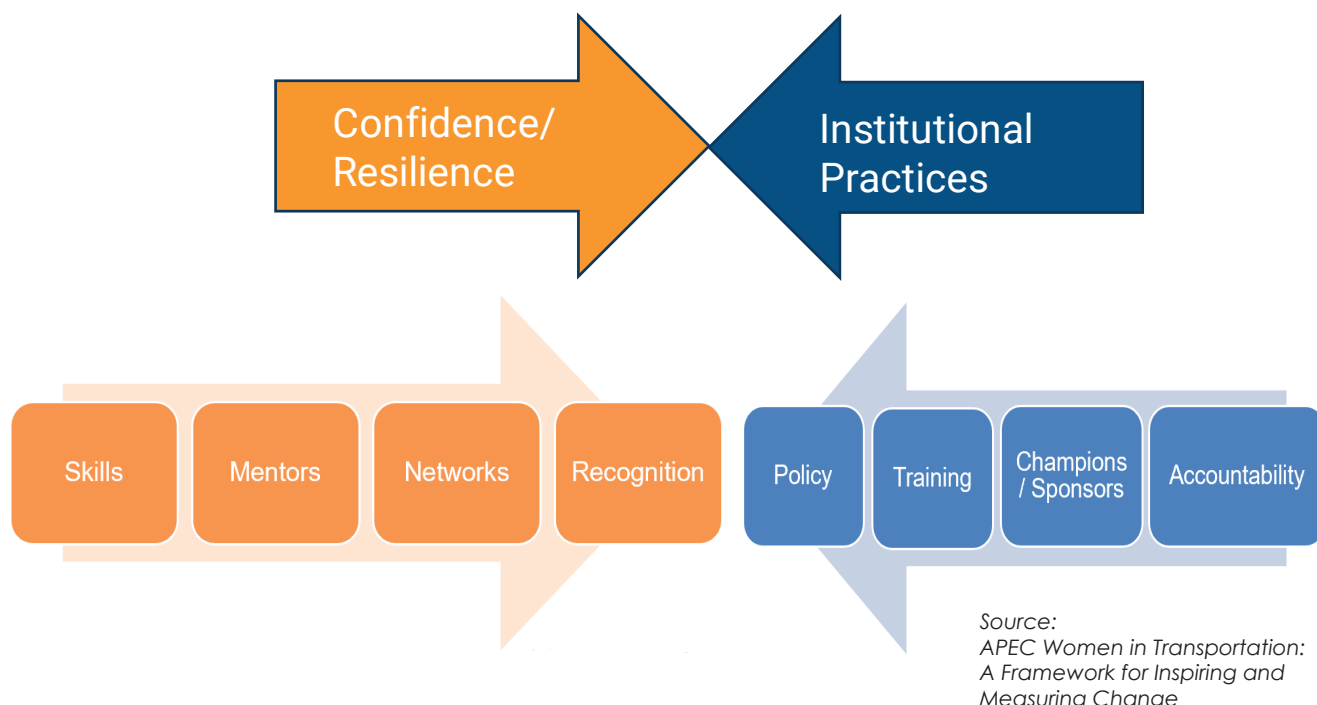 Confidence/
Resilience
Institutional
Practices
Skills
Mentors
Networks
Recognition
Policy
Training
Champions
/ Sponsors
Accountability
Source:
APEC Women in Transportation:
A Framework for Inspiring and
Measuring Change